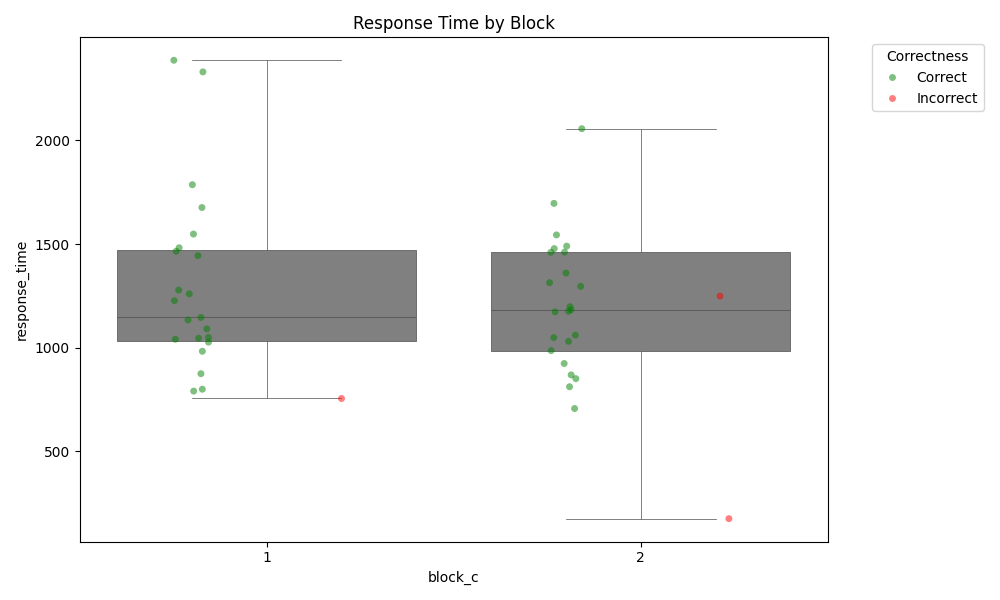 Response Time by Block
Correctness
Correct
Incorrect
2000
1500
1000
500
response_time
1
2
block_c